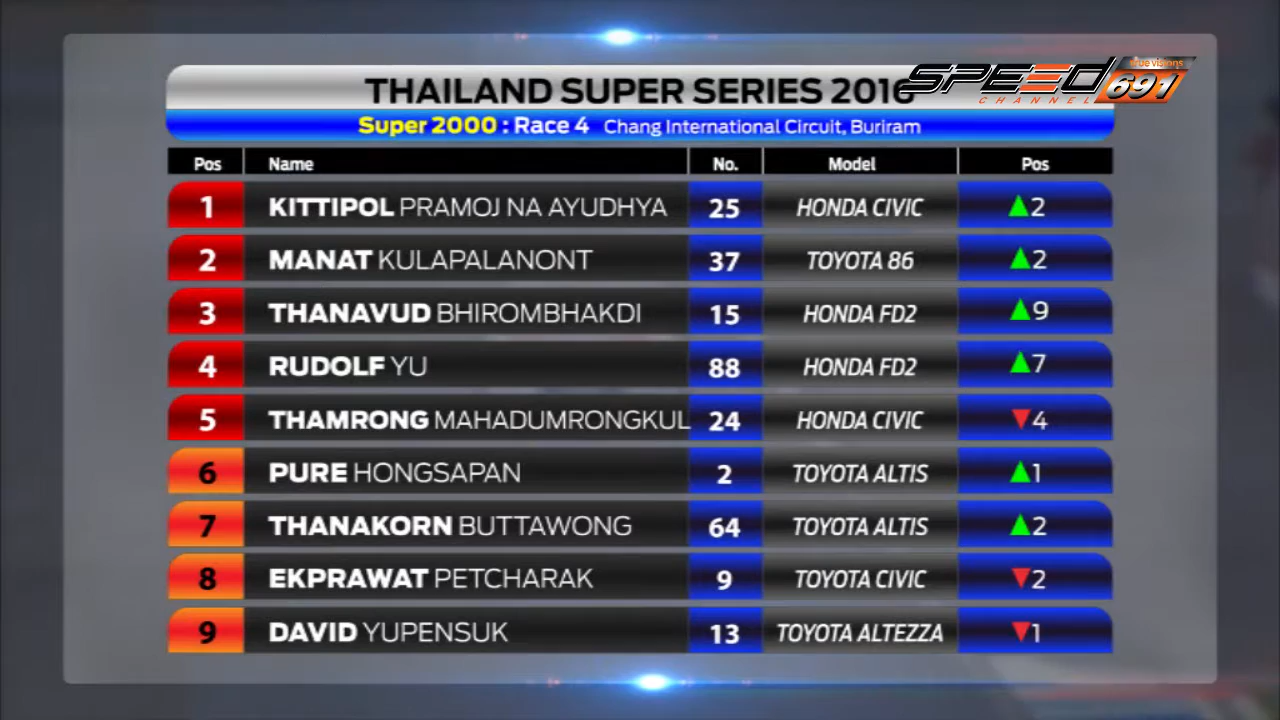 THAILAND SUPER SERIES 2016
SPEED CHANNEL true visions 691
Super 2000 : Race 4 Chang International Circuit, Buriram
Pos Name No. Model Pos
1 KITTIPOL PRAMOJ NA AYUDHYA 25 HONDA CIVIC ▲2
2 MANAT KULAPALANONT 37 TOYOTA 86 ▲2
3 THANAVUD BHIROMBHAKDI 15 HONDA FD2 ▲9
4 RUDOLF YU 88 HONDA FD2 ▲7
5 THAMRONG MAHADUMRONGKUL 24 HONDA CIVIC ▼4
6 PURE HONGSAPAN 2 TOYOTA ALTIS ▲1
7 THANAKORN BUTTAWONG 64 TOYOTA ALTIS ▲2
8 EKPRAWAT PETCHARAK 9 TOYOTA CIVIC ▼2
9 DAVID YUPENSUK 13 TOYOTA ALTEZZA ▼1